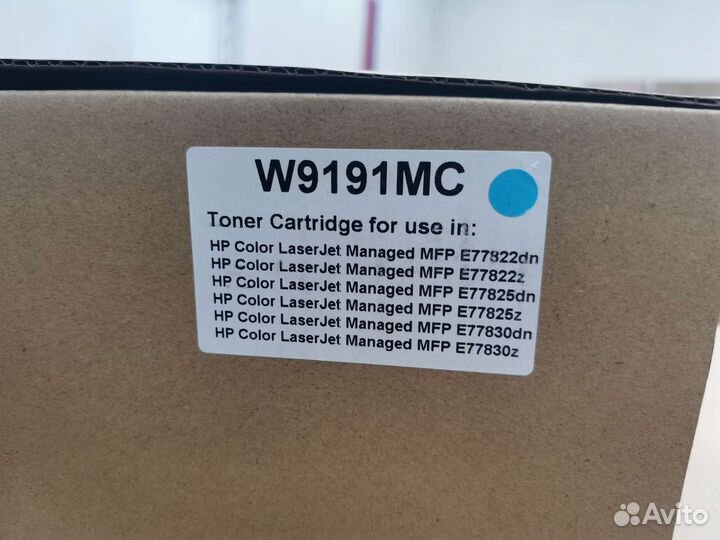 W9191MC
Toner Cartridge for use in:
HP Color LaserJet Managed MFP E77822dn
HP Color LaserJet Managed MFP E77822z
HP Color LaserJet Managed MFP E77825dn
HP Color LaserJet Managed MFP E77825z
HP Color LaserJet Managed MFP E77830dn
HP Color LaserJet Managed MFP E77830z
Avito